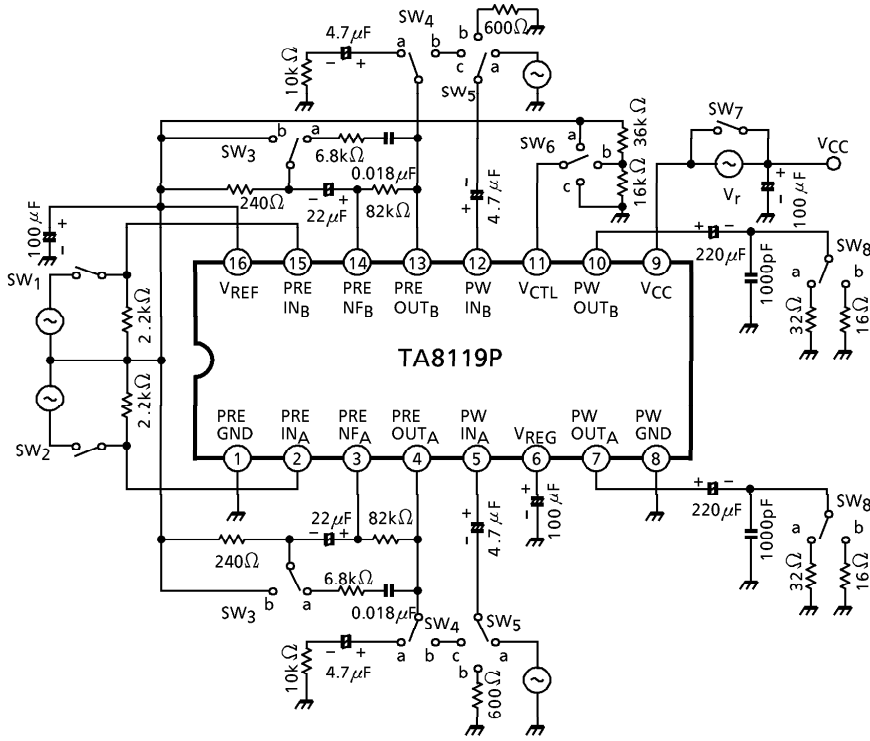 SW4
4.7μF
10kΩ
− +
a
b
b
c
a
600Ω
SW5
SW3
b
a
6.8kΩ
0.018μF
240Ω
− +
22μF
82kΩ
−
+
4.7μF
SW6
a
b
c
36kΩ
16kΩ
SW7
Vr
VCC
+
−
100μF
100μF
+
−
SW1
2.2kΩ
2.2kΩ
SW2
+ −
220μF
1000pF
SW8
a
b
32Ω
16Ω
16
15
14
13
12
11
10
9
VREF
PRE INB
PRE NFB
PRE OUTB
PW INB
VCTL
PW OUTB
VCC
TA8119P
PRE GND
PRE INA
PRE NFA
PRE OUTA
PW INA
VREG
PW OUTA
PW GND
1
2
3
4
5
6
7
8
22μF
− +
82kΩ
240Ω
6.8kΩ
0.018μF
SW3
b
a
+
−
4.7μF
+
−
100μF
+ −
220μF
1000pF
SW8
a
b
32Ω
16Ω
SW4
SW5
a
b
c
a
b
− +
4.7μF
10kΩ
600Ω